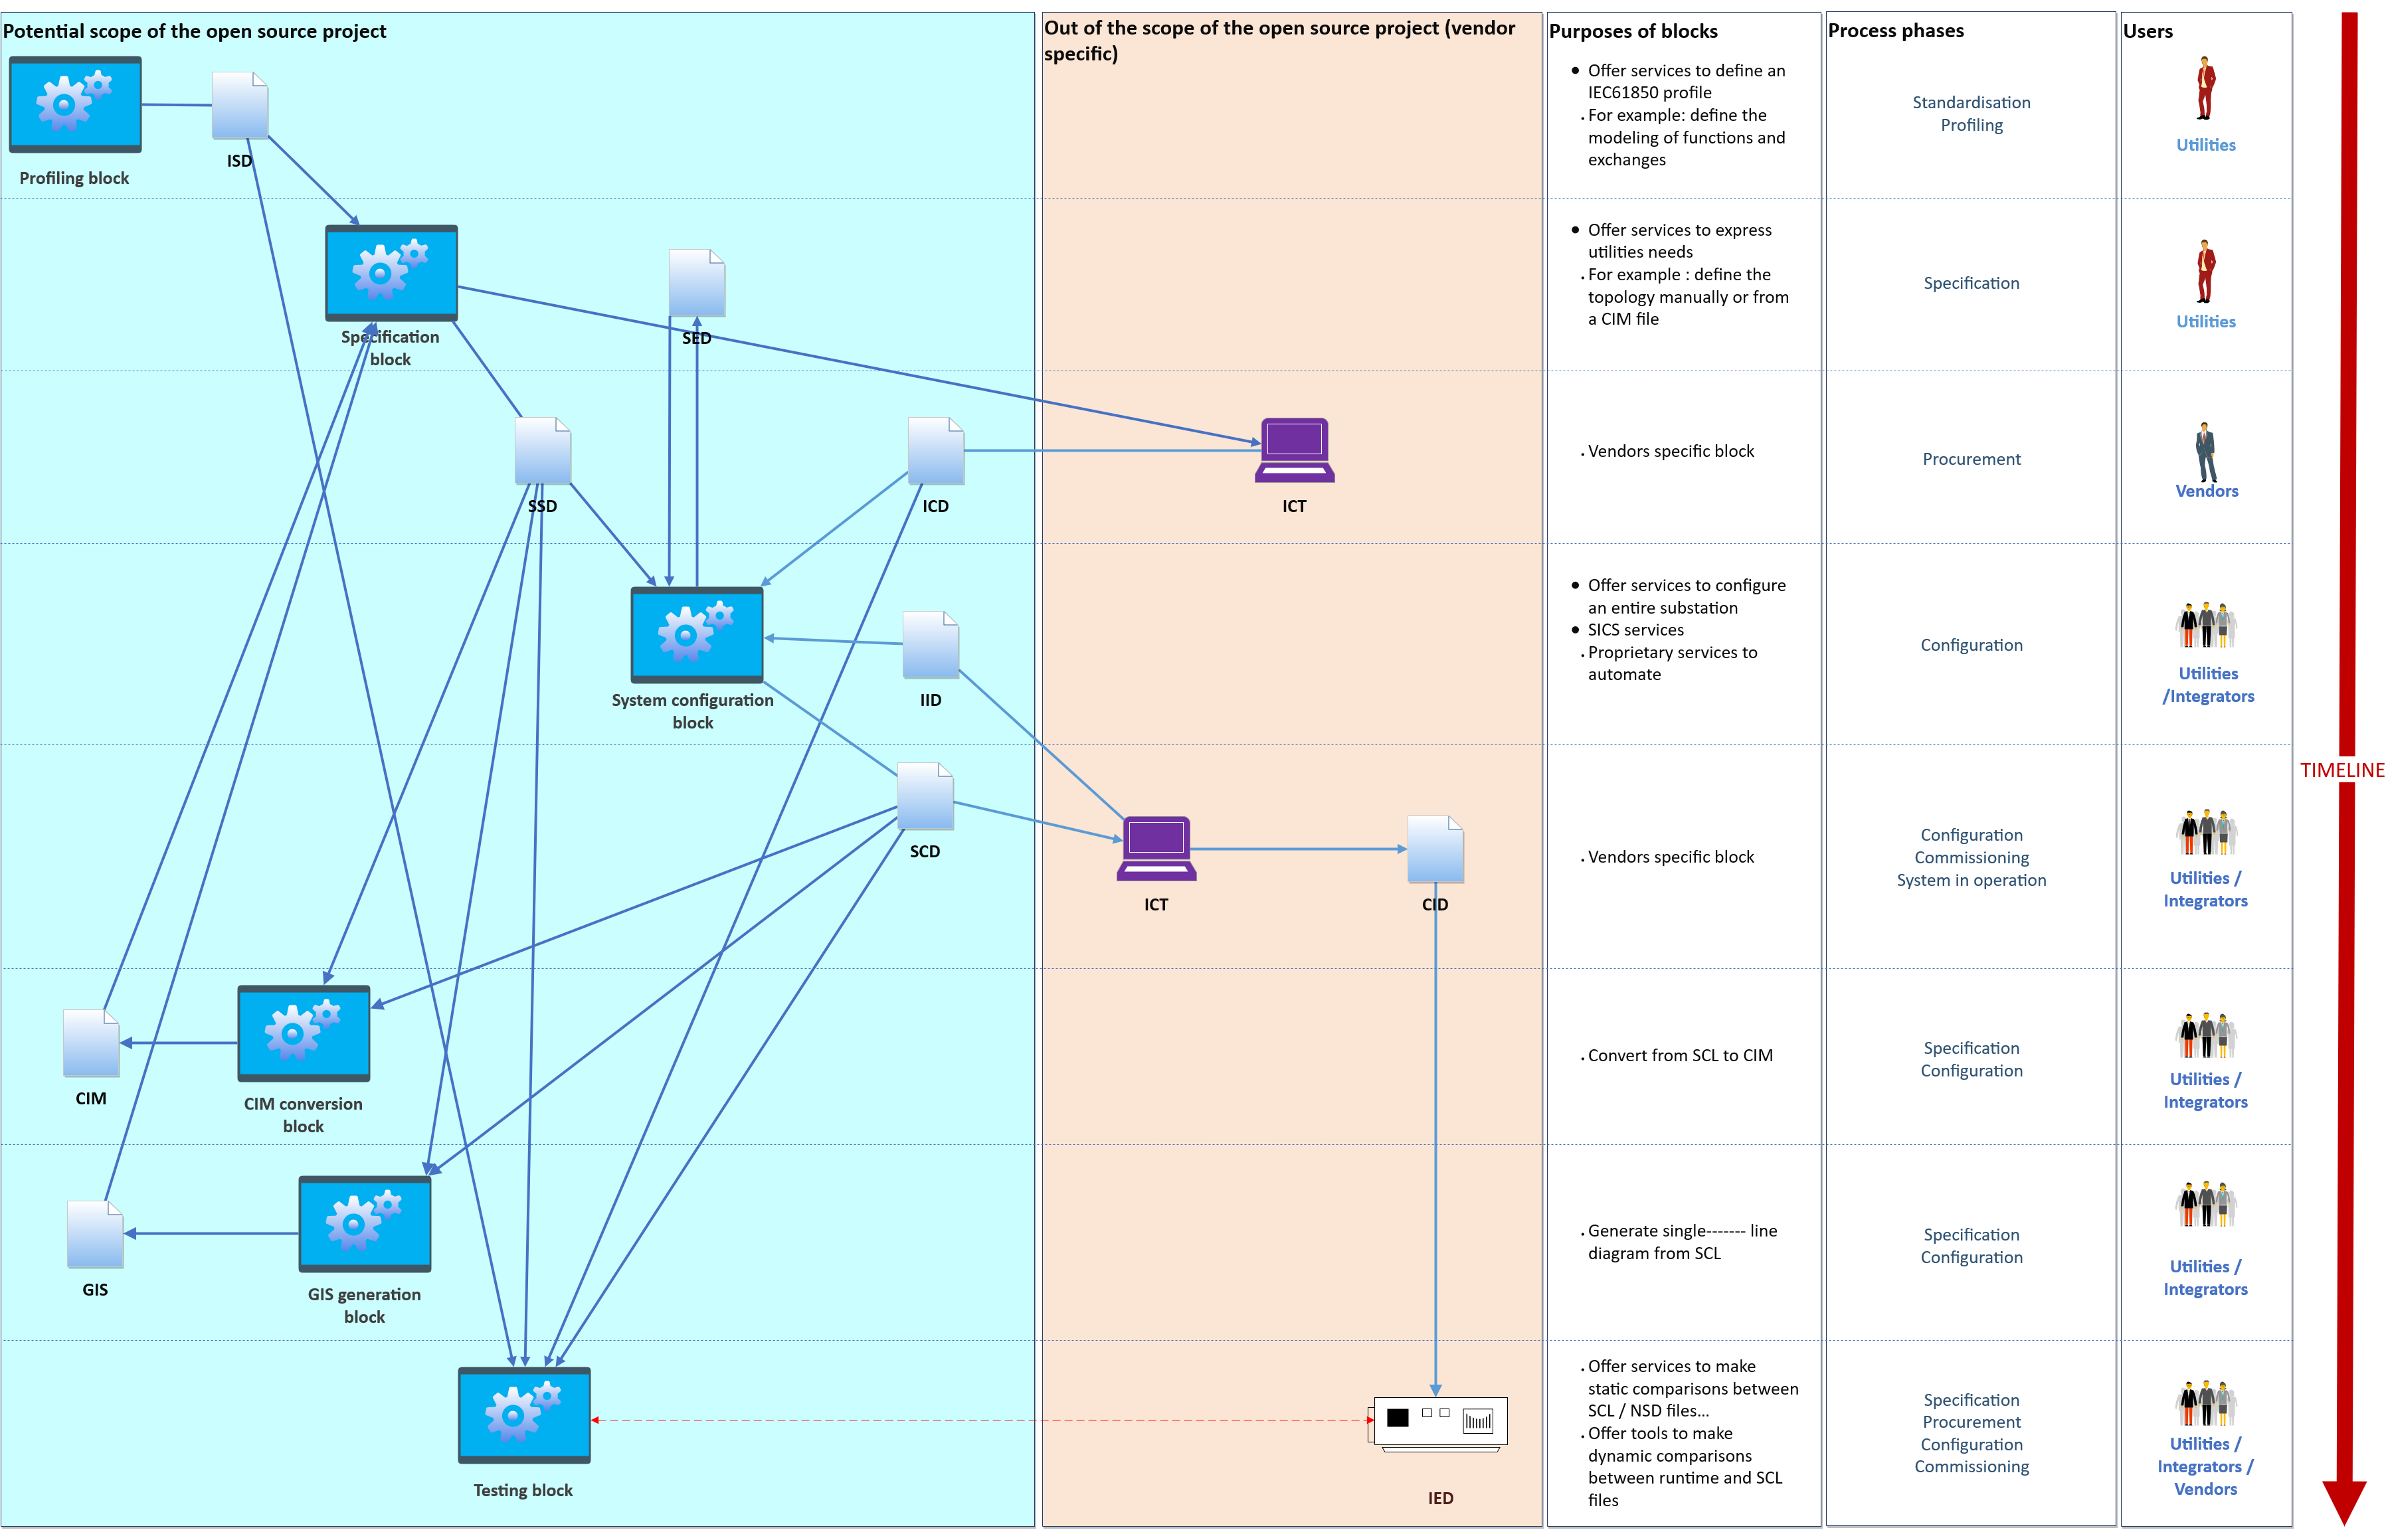 Potential scope of the open source project
Out of the scope of the open source project (vendor
specific)
Purposes of blocks
Process phases
Users
Profiling block
ISD
• Offer services to define an
IEC61850 profile
. For example: define the
modeling of functions and
exchanges
Standardisation
Profiling
Utilities
Specification
block
SED
• Offer services to express
utilities needs
. For example : define the
topology manually or from
a CIM file
Specification
Utilities
SSD
ICD
ICT
. Vendors specific block
Procurement
Vendors
System configuration
block
IID
• Offer services to configure
an entire substation
• SICS services
. Proprietary services to
automate
Configuration
Utilities
/Integrators
TIMELINE
SCD
ICT
CID
. Vendors specific block
Configuration
Commissioning
System in operation
Utilities /
Integrators
CIM
CIM conversion
block
. Convert from SCL to CIM
Specification
Configuration
Utilities /
Integrators
GIS
GIS generation
block
. Generate single------- line
diagram from SCL
Specification
Configuration
Utilities /
Integrators
Testing block
IED
. Offer services to make
static comparisons between
SCL / NSD files...
. Offer tools to make
dynamic comparisons
between runtime and SCL
files
Specification
Procurement
Configuration
Commissioning
Utilities /
Integrators /
Vendors